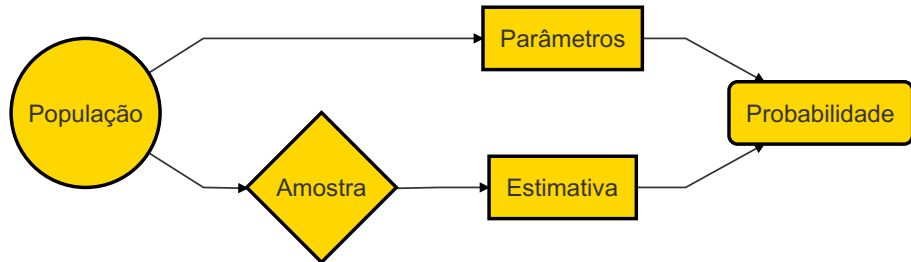 População
Parâmetros
Amostra
Estimativa
Probabilidade